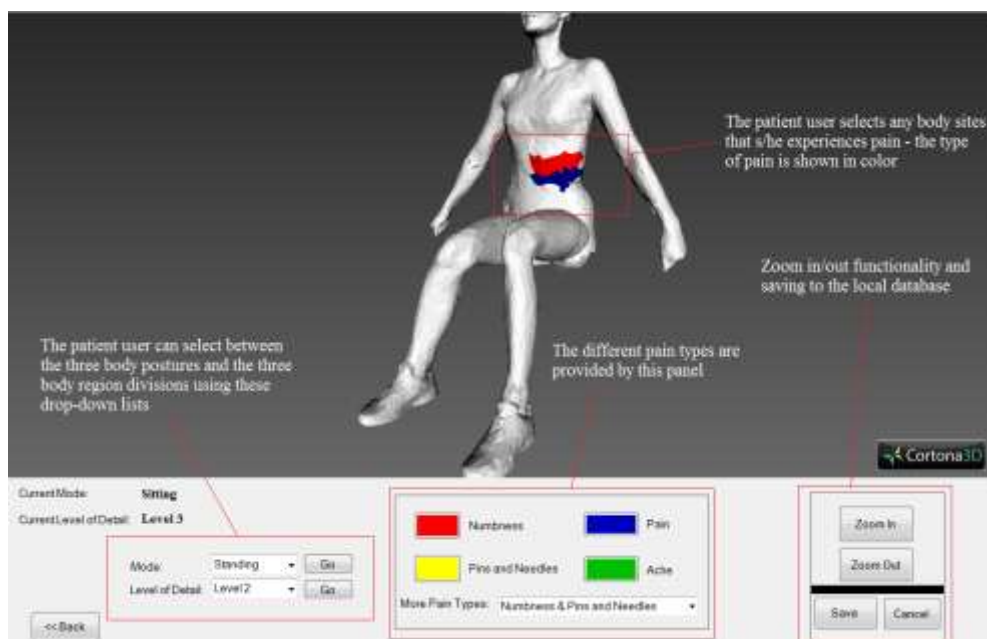 The patient user selects any body sites
that s/he experiences pain - the type
of pain is shown in color
Zoom in/out functionality and
saving to the local database
The patient user can select between
the three body postures and the three
body region divisions using these
drop-down lists
The different pain types are
provided by this panel
Cortona3D
Current Mode: Sitting
Current Level of Detail: Level 3
Mode: Standing Go
Level of Detail: Level 2 Go
<< Back
Numbness Pain
Pins and Needles Ache
More Pain Types: Numbness & Pins and Needles
Zoom In
Zoom Out
Save Cancel